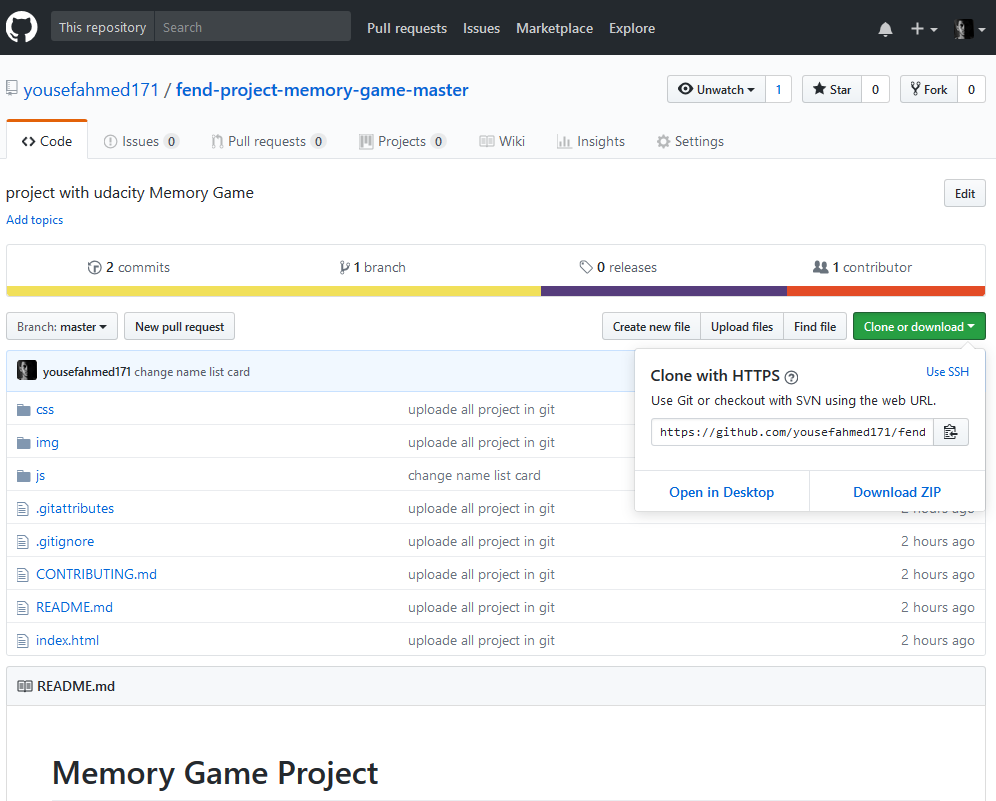 This repository Search Pull requests Issues Marketplace Explore
yousefahmed171 / fend-project-memory-game-master Unwatch 1 Star 0 Fork 0
Code Issues 0 Pull requests 0 Projects 0 Wiki Insights Settings
project with udacity Memory Game Edit
Add topics
2 commits 1 branch 0 releases 1 contributor
Branch: master New pull request Create new file Upload files Find file Clone or download
yousefahmed171 change name list card
Clone with HTTPS ? Use SSH
Use Git or checkout with SVN using the web URL.
https://github.com/yousefahmed171/fend
Open in Desktop Download ZIP
css uploade all project in git
img uploade all project in git
js change name list card
.gitattributes uploade all project in git 2 hours ago
.gitignore uploade all project in git 2 hours ago
CONTRIBUTING.md uploade all project in git 2 hours ago
README.md uploade all project in git 2 hours ago
index.html uploade all project in git 2 hours ago
README.md
Memory Game Project